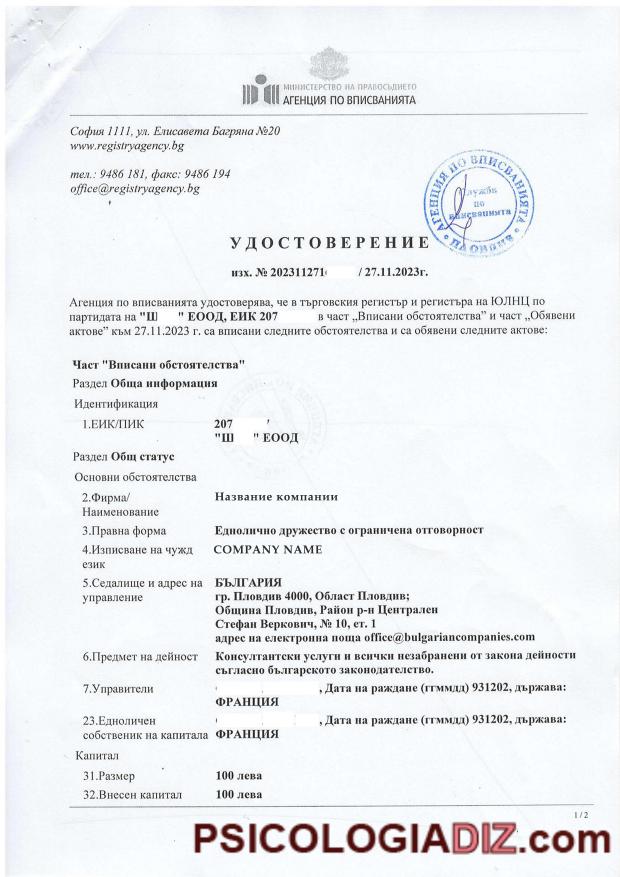 МИНИСТЕРСТВО НА ПРАВОСЪДИЕТО
АГЕНЦИЯ ПО ВПИСВАНИЯТА
София 1111, ул. Елисавета Багряна №20
www.registryagency.bg
тел.: 9486 181, факс: 9486 194
office@registryagency.bg
АГЕНЦИЯ ПО ВПИСВАНИЯТА
Служба
по
вписванията
ПЛОВДИВ
УДОСТОВЕРЕНИЕ
изх. № 202311271 / 27.11.2023г.
Агенция по вписванията удостоверява, че в търговския регистър и регистъра на ЮЛНЦ по
партидата на "Ш " ЕООД, ЕИК 207 в част „Вписани обстоятелства" и част „Обявени
актове" към 27.11.2023 г. са вписани следните обстоятелства и са обявени следните актове:
Част "Вписани обстоятелства"
Раздел Обща информация
Идентификация
1.ЕИК/ПИК 207
"Ш " ЕООД
Раздел Общ статус
Основни обстоятелства
2.Фирма/ Название компании
Наименование
3.Правна форма Еднолично дружество с ограничена отговорност
4.Изписване на чужд COMPANY NAME
език
5.Седалище и адрес на БЪЛГАРИЯ
управление гр. Пловдив 4000, Област Пловдив;
Община Пловдив, Район р-н Централен
Стефан Веркович, № 10, ет. 1
адрес на електронна поща office@bulgariancompanies.com
6.Предмет на дейност Консултантски услуги и всички незабранени от закона дейности
съгласно българското законодателство.
7.Управители , Дата на раждане (ггммдд) 931202, държава:
ФРАНЦИЯ
23.Едноличен , Дата на раждане (ггммдд) 931202, държава:
собственик на капитала ФРАНЦИЯ
Капитал
31.Размер 100 лева
32.Внесен капитал 100 лева
1 / 2
PSICOLOGIADIZ.com